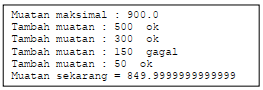 Muatan maksimal : 900.0
Tambah muatan : 500  ok
Tambah muatan : 300  ok
Tambah muatan : 150  gagal
Tambah muatan : 50  ok
Muatan sekarang = 849.9999999999999